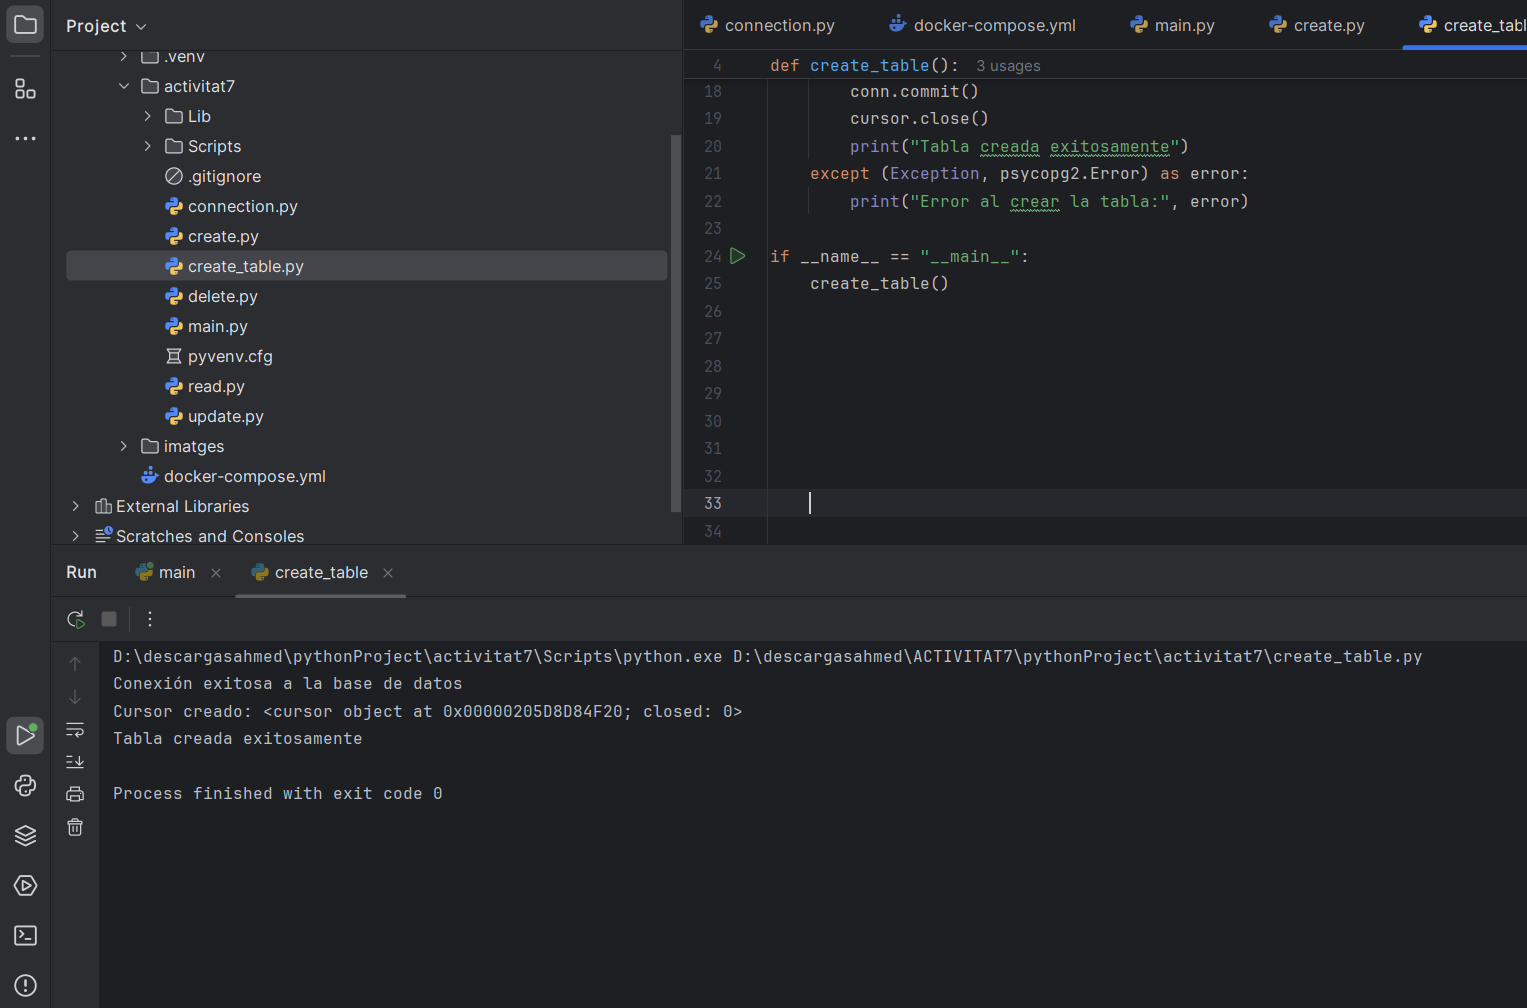 Project
.venv
activitat7
Lib
Scripts
.gitignore
connection.py
create.py
create_table.py
delete.py
main.py
pyvenv.cfg
read.py
update.py
imatges
docker-compose.yml
External Libraries
Scratches and Consoles
connection.py docker-compose.yml main.py create.py create_tabl
4 def create_table(): 3 usages
18 conn.commit()
19 cursor.close()
20 print("Tabla creada exitosamente")
21 except (Exception, psycopg2.Error) as error:
22 print("Error al crear la tabla:", error)
23
24 if __name__ == "__main__":
25 create_table()
26
27
28
29
30
31
32
33
34
Run main create_table
D:\descargasahmed\pythonProject\activitat7\Scripts\python.exe D:\descargasahmed\ACTIVITAT7\pythonProject\activitat7\create_table.py
Conexión exitosa a la base de datos
Cursor creado: <cursor object at 0x00000205D8D84F20; closed: 0>
Tabla creada exitosamente
Process finished with exit code 0